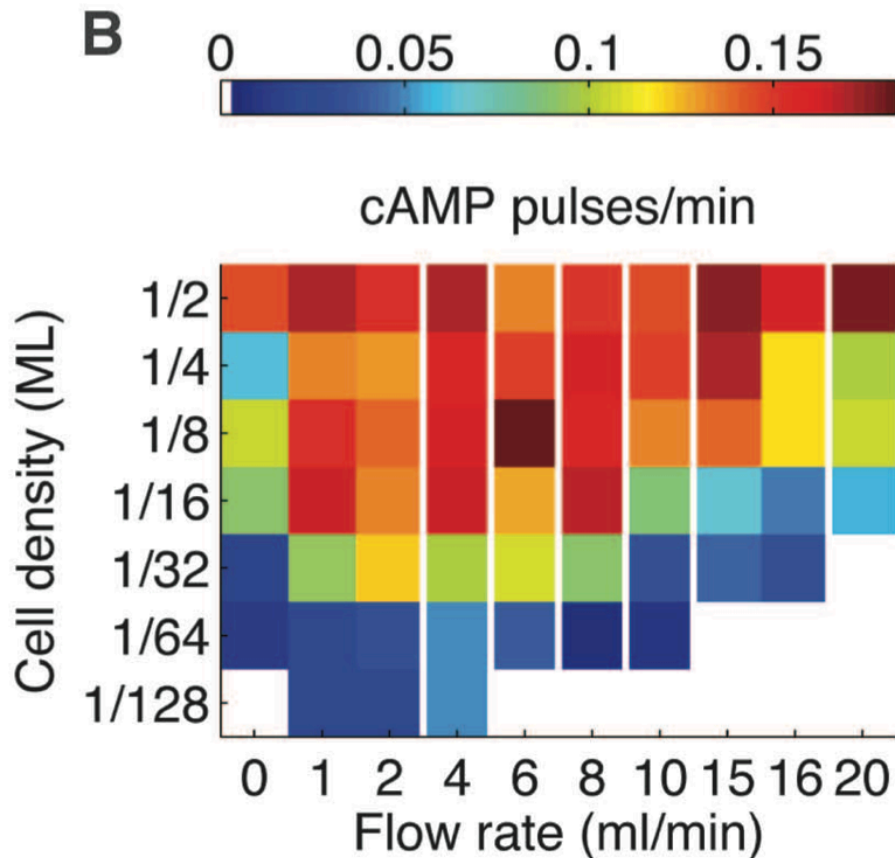 B
0 0.05 0.1 0.15
cAMP pulses/min
Cell density (ML)
1/2
1/4
1/8
1/16
1/32
1/64
1/128
0 1 2 4 6 8 10 15 16 20
Flow rate (ml/min)